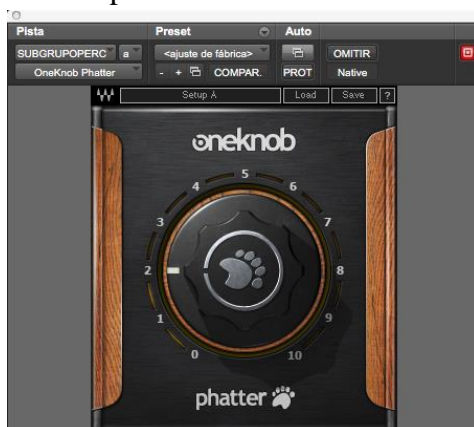 Pista Preset Auto
SUBGRUPOPERC a <ajuste de fábrica> OMITIR
OneKnob Phatter - + COMPAR. PROT Native
Setup A Load Save ?
oneknob
5
4 6
3 7
2 8
1 9
0 10
phatter